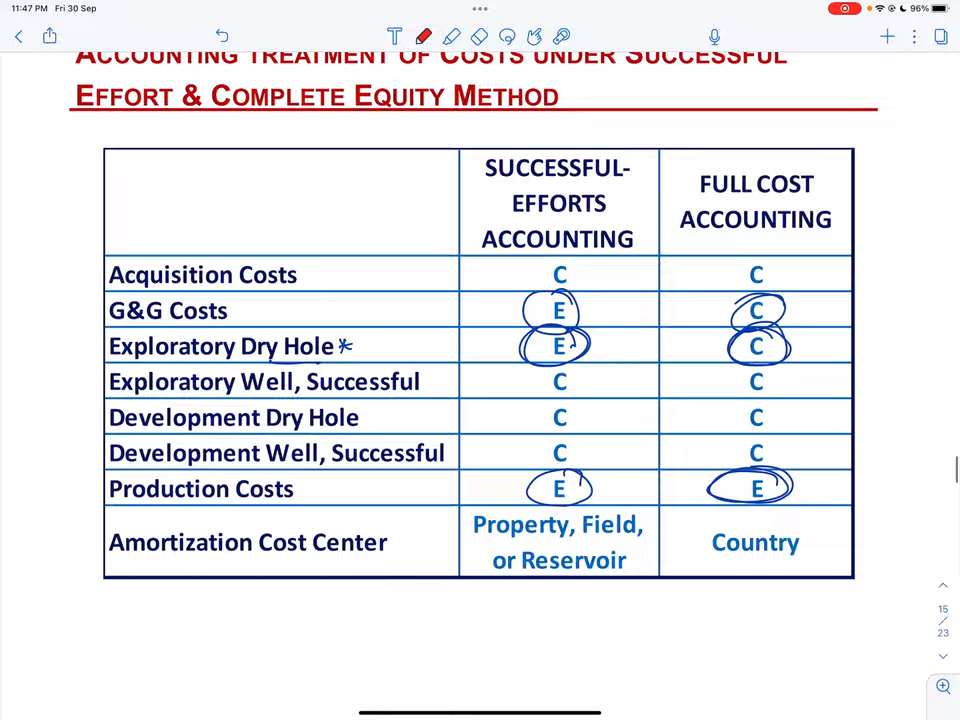 11:47 PM Fri 30 Sep
96%
ACCOUNTING TREATMENT OF COSTS UNDER SUCCESSFUL
EFFORT & COMPLETE EQUITY METHOD
SUCCESSFUL-
EFFORTS
ACCOUNTING
FULL COST
ACCOUNTING
Acquisition Costs C C
G&G Costs E C
Exploratory Dry Hole* E C
Exploratory Well, Successful C C
Development Dry Hole C C
Development Well, Successful C C
Production Costs E E
Amortization Cost Center
Property, Field,
or Reservoir
Country
15
/
23